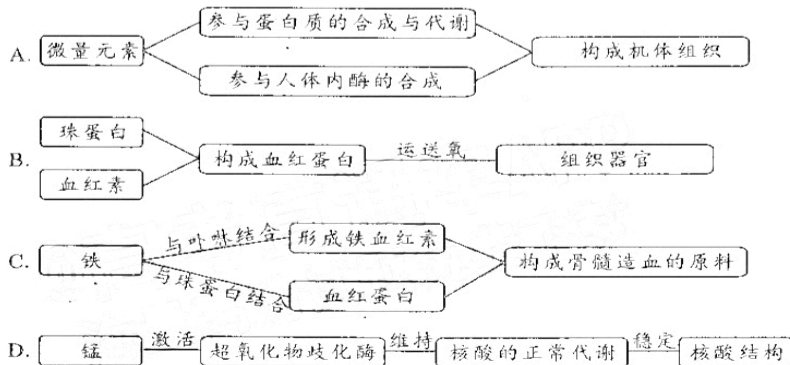 参与蛋白质的合成与代谢
A. 微量元素 构成机体组织
参与人体内酶的合成
珠蛋白
B. 构成血红蛋白 运送氧 组织器官
血红素
与卟啉结合 形成铁血红素
C. 铁 构成骨髓造血的原料
与珠蛋白结合 血红蛋白
D. 锰 激活 超氧化物歧化酶 维持 核酸的正常代谢 稳定 核酸结构